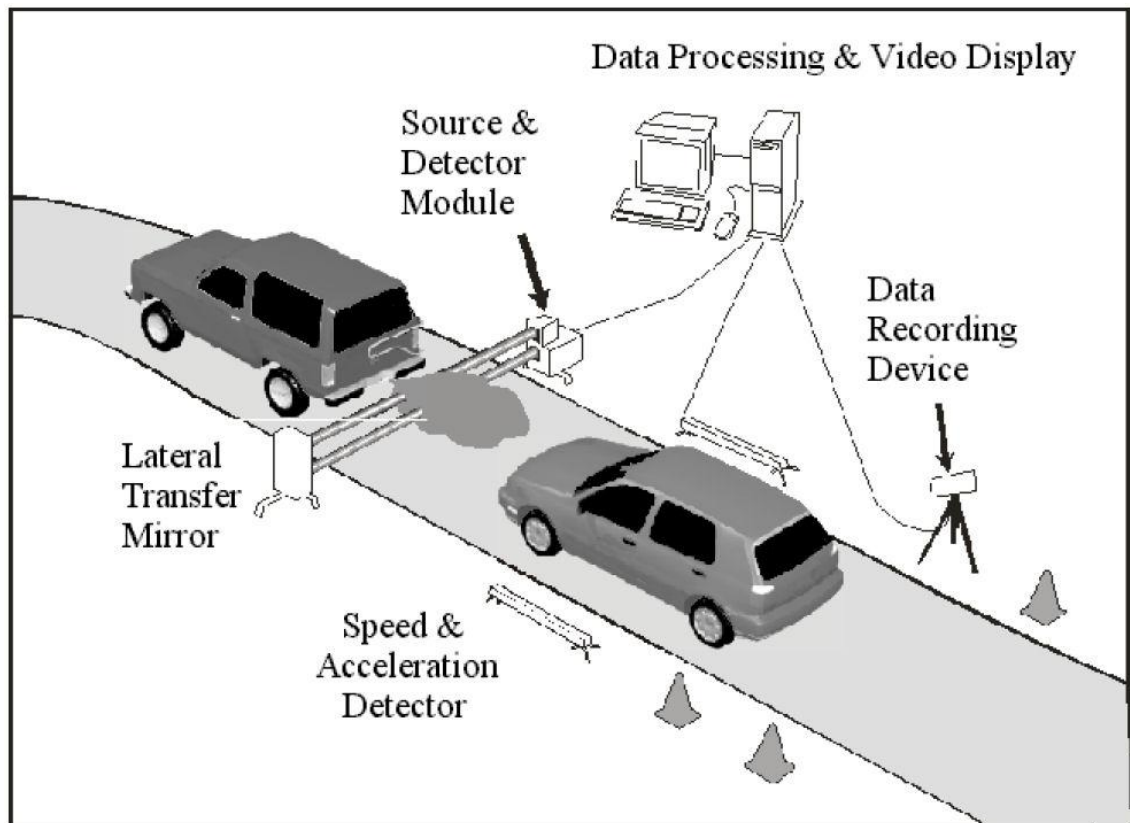 Data Processing & Video Display
Source &
Detector
Module
Data
Recording
Device
Lateral
Transfer
Mirror
Speed &
Acceleration
Detector